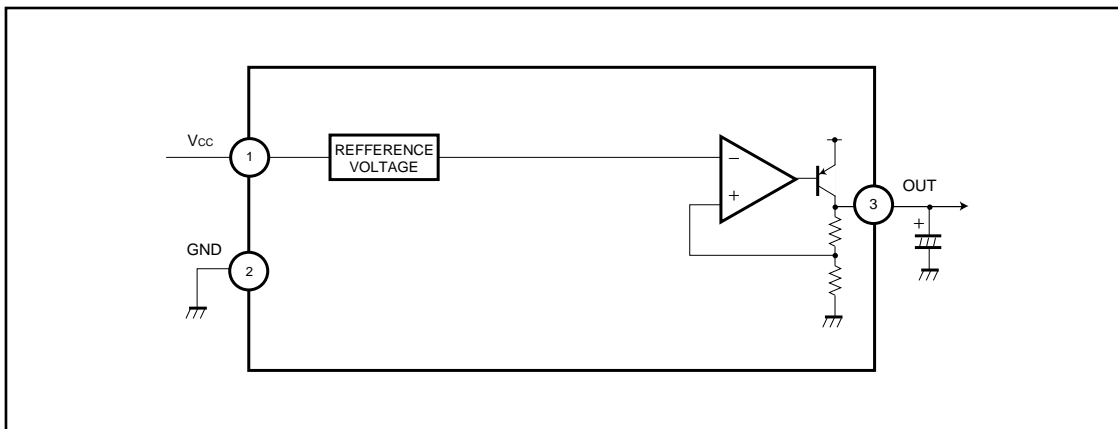 Vcc
1
REFFERENCE
VOLTAGE
−
+
OUT
3
+
GND
2